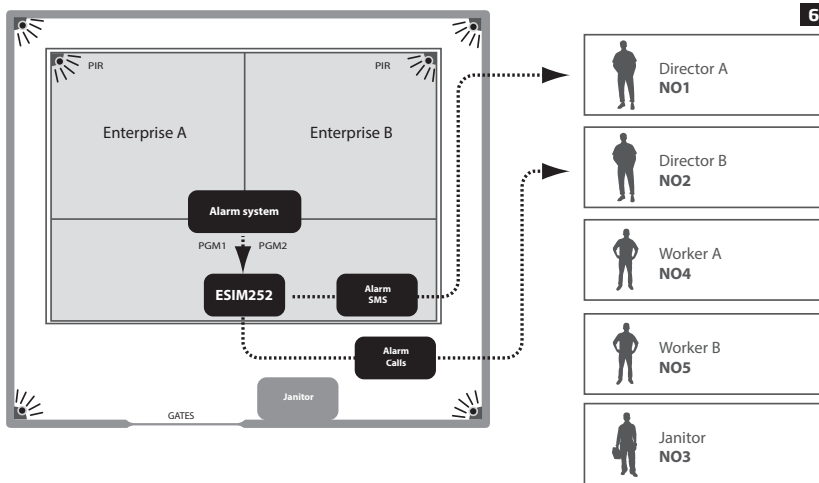 6
PIR
PIR
Enterprise A
Enterprise B
Alarm system
PGM1
PGM2
ESIM252
Alarm
SMS
Alarm
Calls
Janitor
GATES
Director A
NO1
Director B
NO2
Worker A
NO4
Worker B
NO5
Janitor
NO3